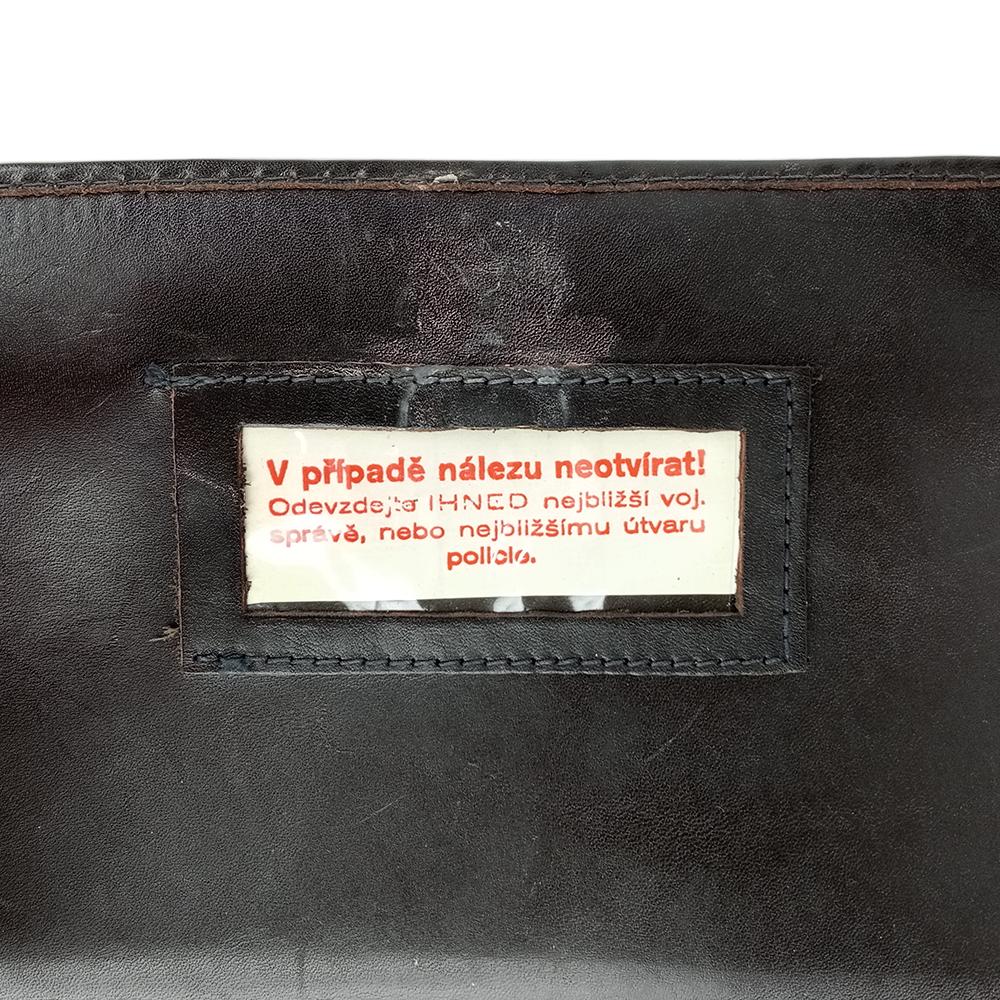 V případě nálezu neotvírat!
Odevzdejte IHNED nejbližší voj.
správě, nebo nejbližšímu útvaru
policie.